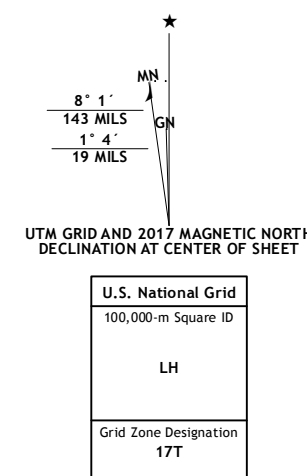 ★
MN
GN
8° 1´
143 MILS
1° 4´
19 MILS
UTM GRID AND 2017 MAGNETIC NORTH
DECLINATION AT CENTER OF SHEET
U.S. National Grid
100,000-m Square ID
LH
Grid Zone Designation
17T